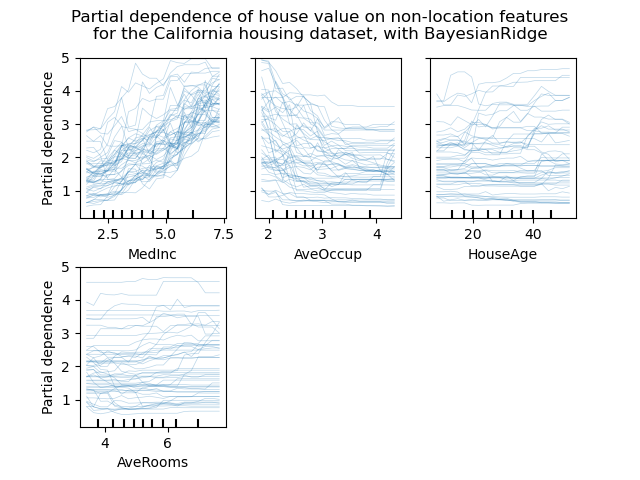 Partial dependence of house value on non-location features
for the California housing dataset, with BayesianRidge
5
4
3
2
1
Partial dependence
2.5 5.0 7.5
MedInc
2 3 4
AveOccup
20 40
HouseAge
5
4
3
2
1
Partial dependence
4 6
AveRooms